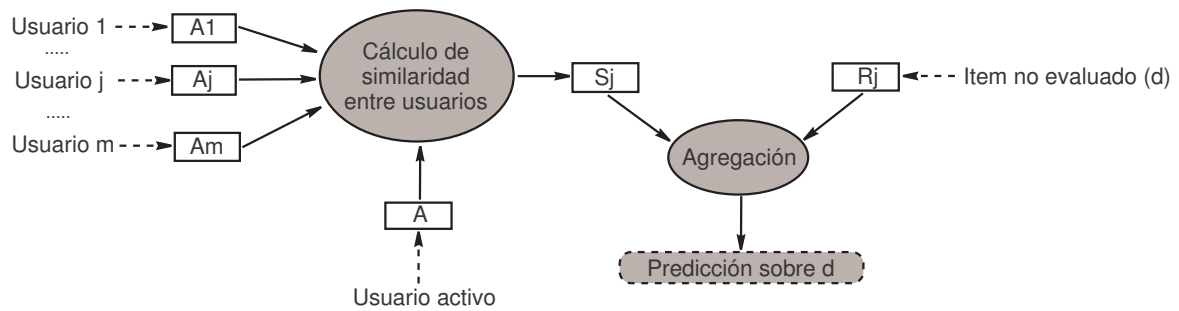 Usuario 1
A1
.....
Usuario j
Aj
.....
Usuario m
Am
Cálculo de
similaridad
entre usuarios
A
Usuario activo
Sj
Rj
Item no evaluado (d)
Agregación
Predicción sobre d